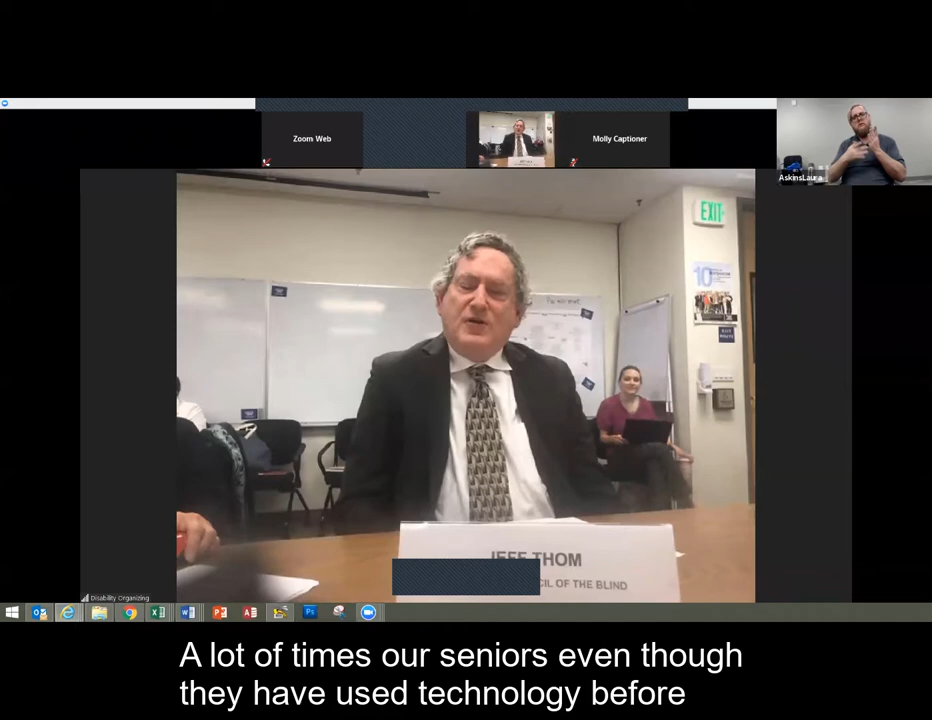 Zoom Web
Molly Captioner
AskinsLaura
EXIT
10
JEFF THOM
CIL OF THE BLIND
Disability Organizing
A lot of times our seniors even though
they have used technology before